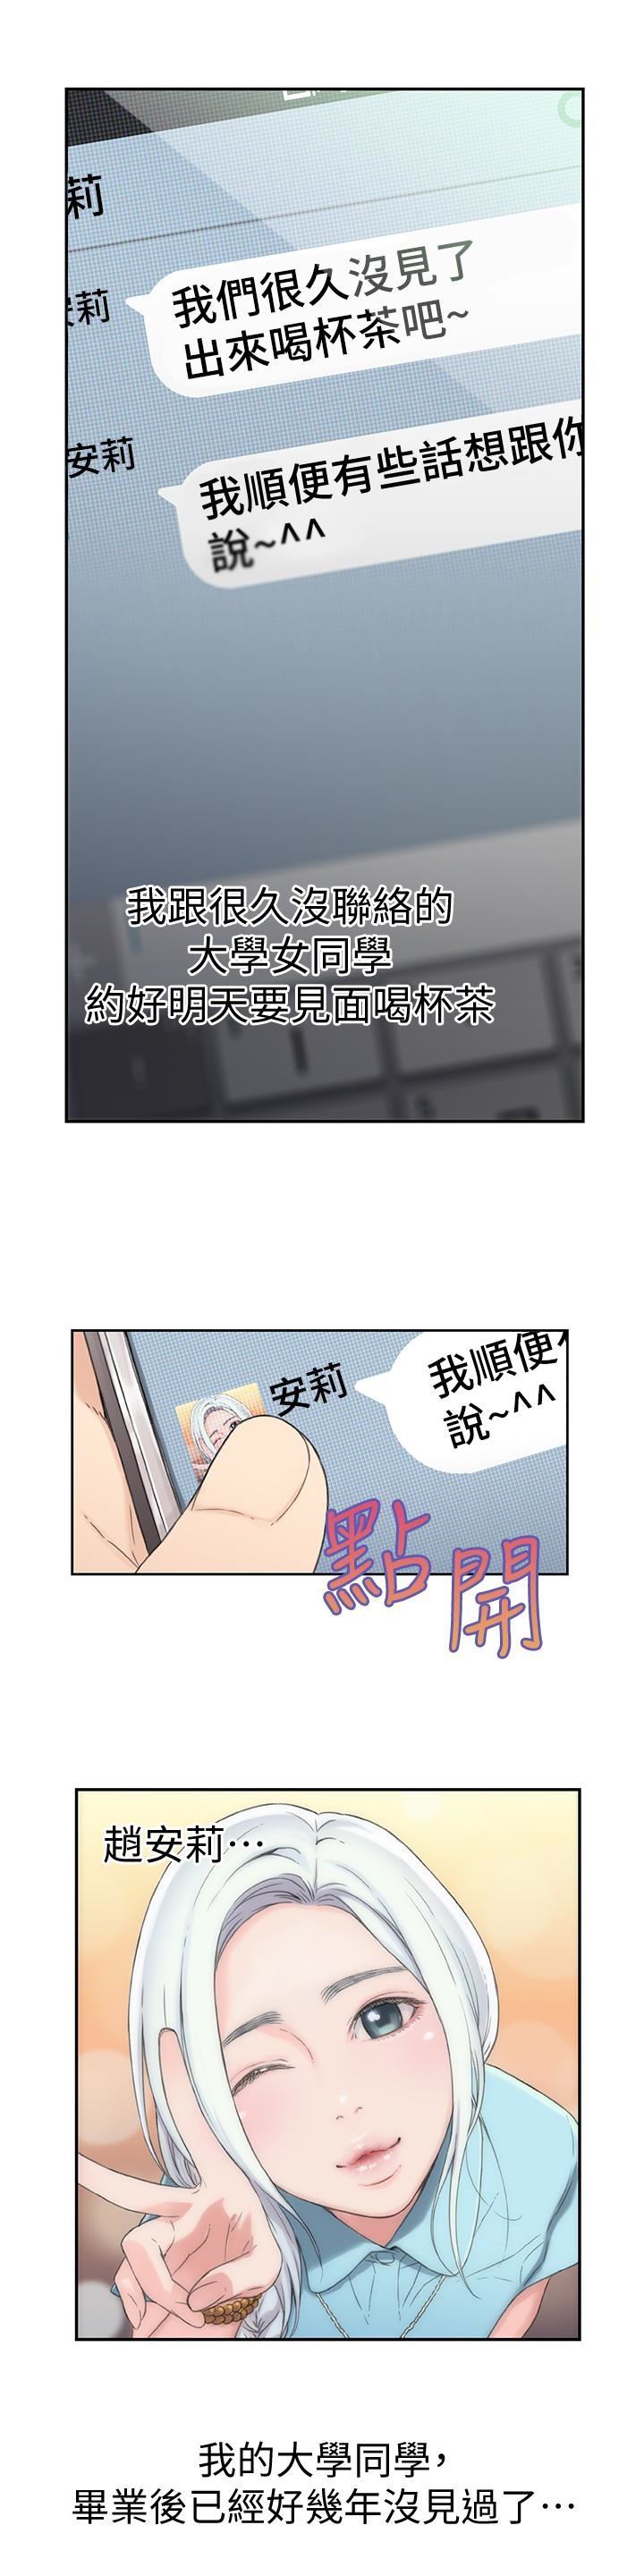 莉
安莉
我們很久沒見了
出來喝杯茶吧~
安莉
我順便有些話想跟你
說~^^
我跟很久沒聯絡的
大學女同學
約好明天要見面喝杯茶
安莉
我順便
說~^^
點開
趙安莉⋯
我的大學同學，
畢業後已經好幾年沒見過了⋯